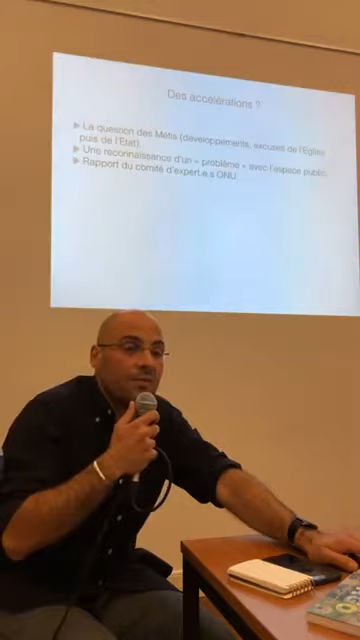 Des accélérations ?
La question des Métis (développements, excuses de l'Eglise
puis de l'Etat).
Une reconnaissance d'un « problème » avec l'espace public
Rapport du comité d'expert.e.s ONU